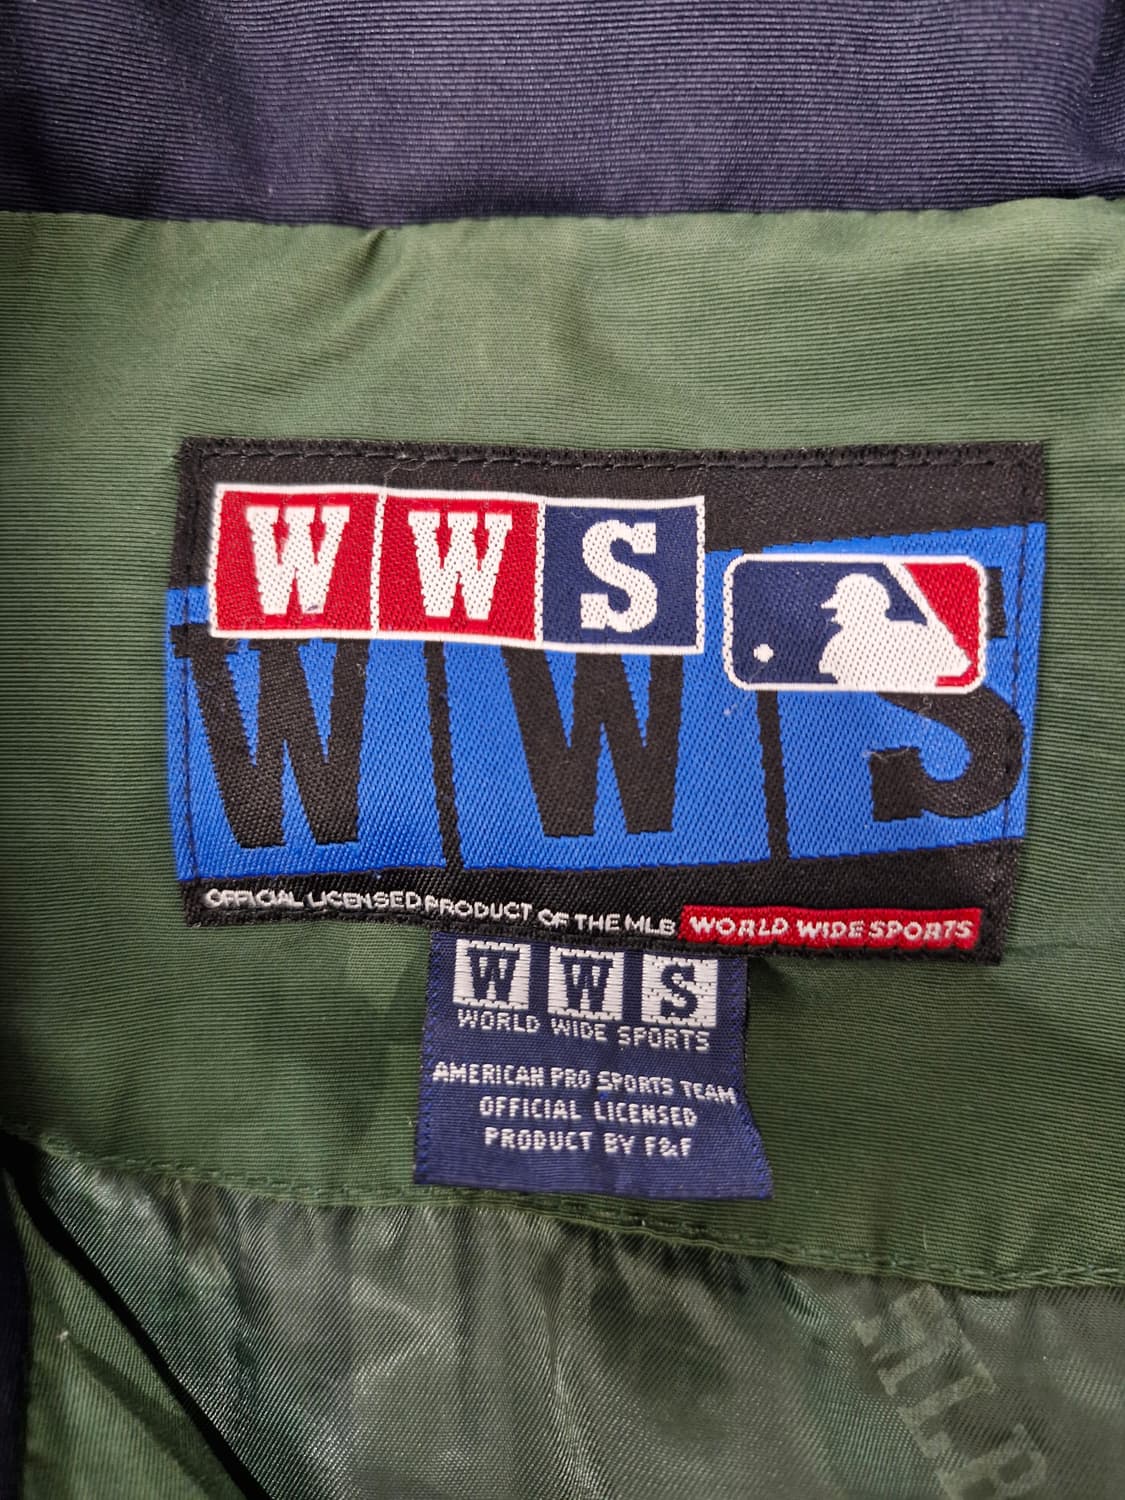 WWS
WWS
OFFICIAL LICENSED PRODUCT OF THE MLB WORLD WIDE SPORTS
WWS
WORLD WIDE SPORTS
AMERICAN PRO SPORTS TEAM
OFFICIAL LICENSED
PRODUCT BY F&F